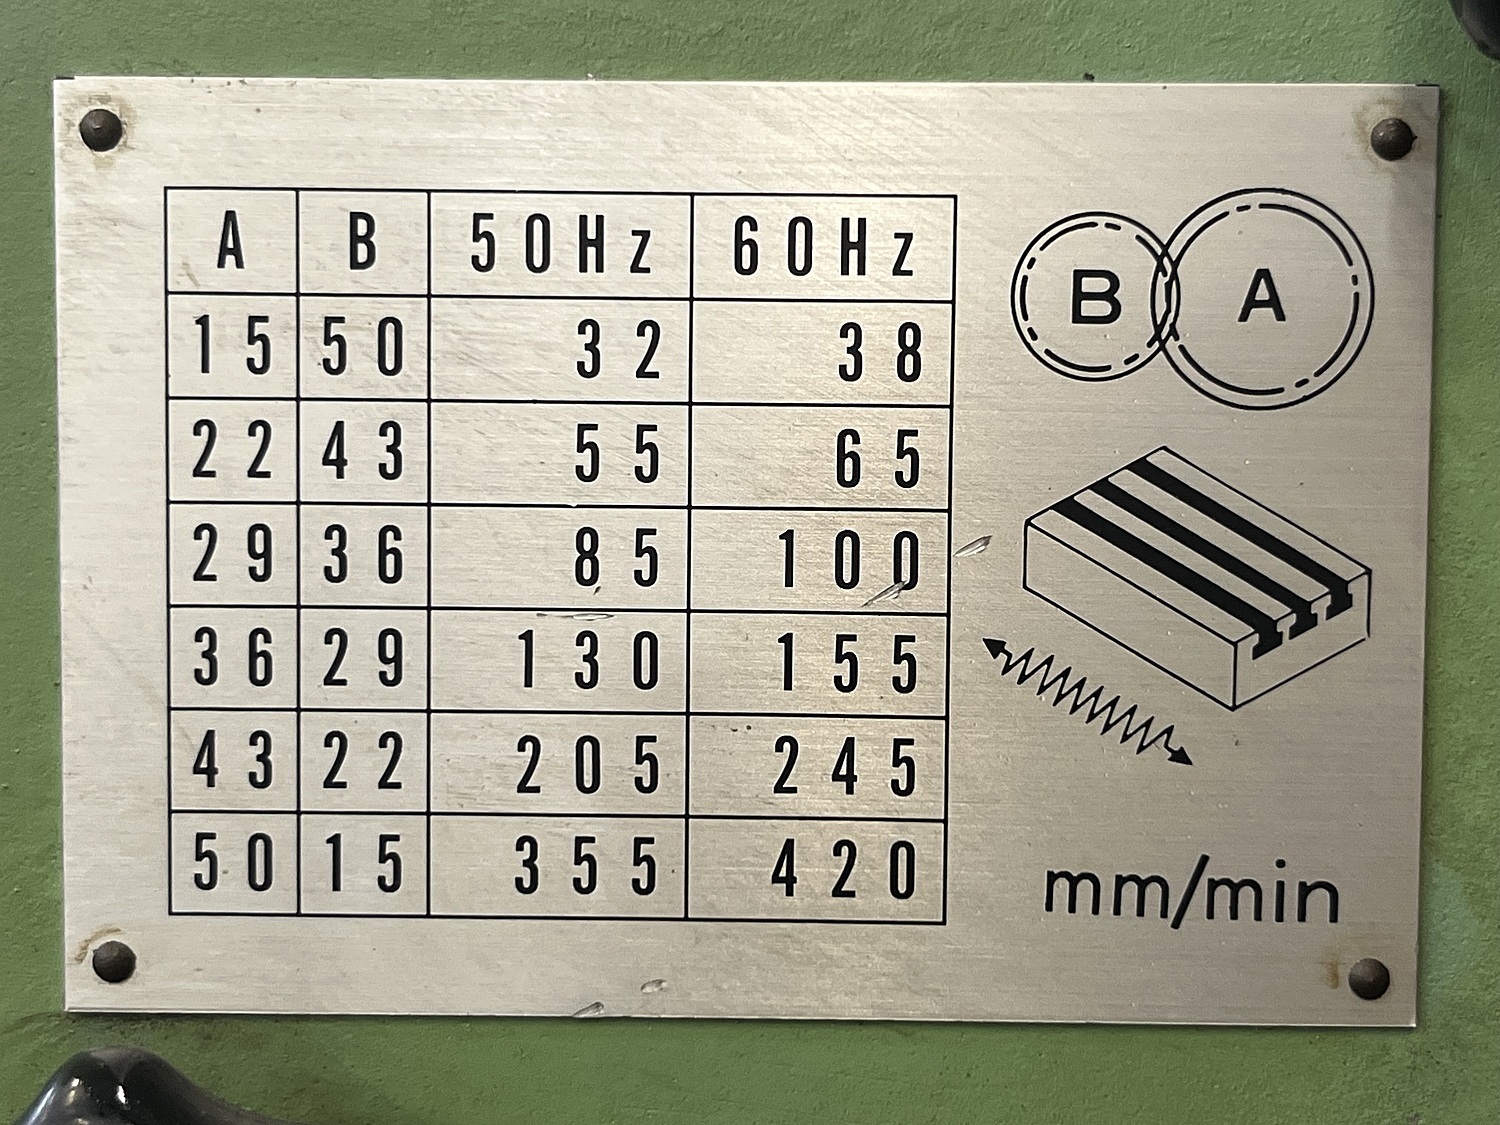 A B 50Hz 60Hz
15 50 32 38
22 43 55 65
29 36 85 100
36 29 130 155
43 22 205 245
50 15 355 420
B A
mm/min